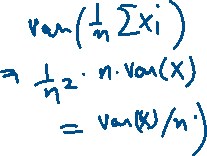 var(1/n ∑xi)
⇒ 1/n² · n · var(x)
= var(x)/n·)